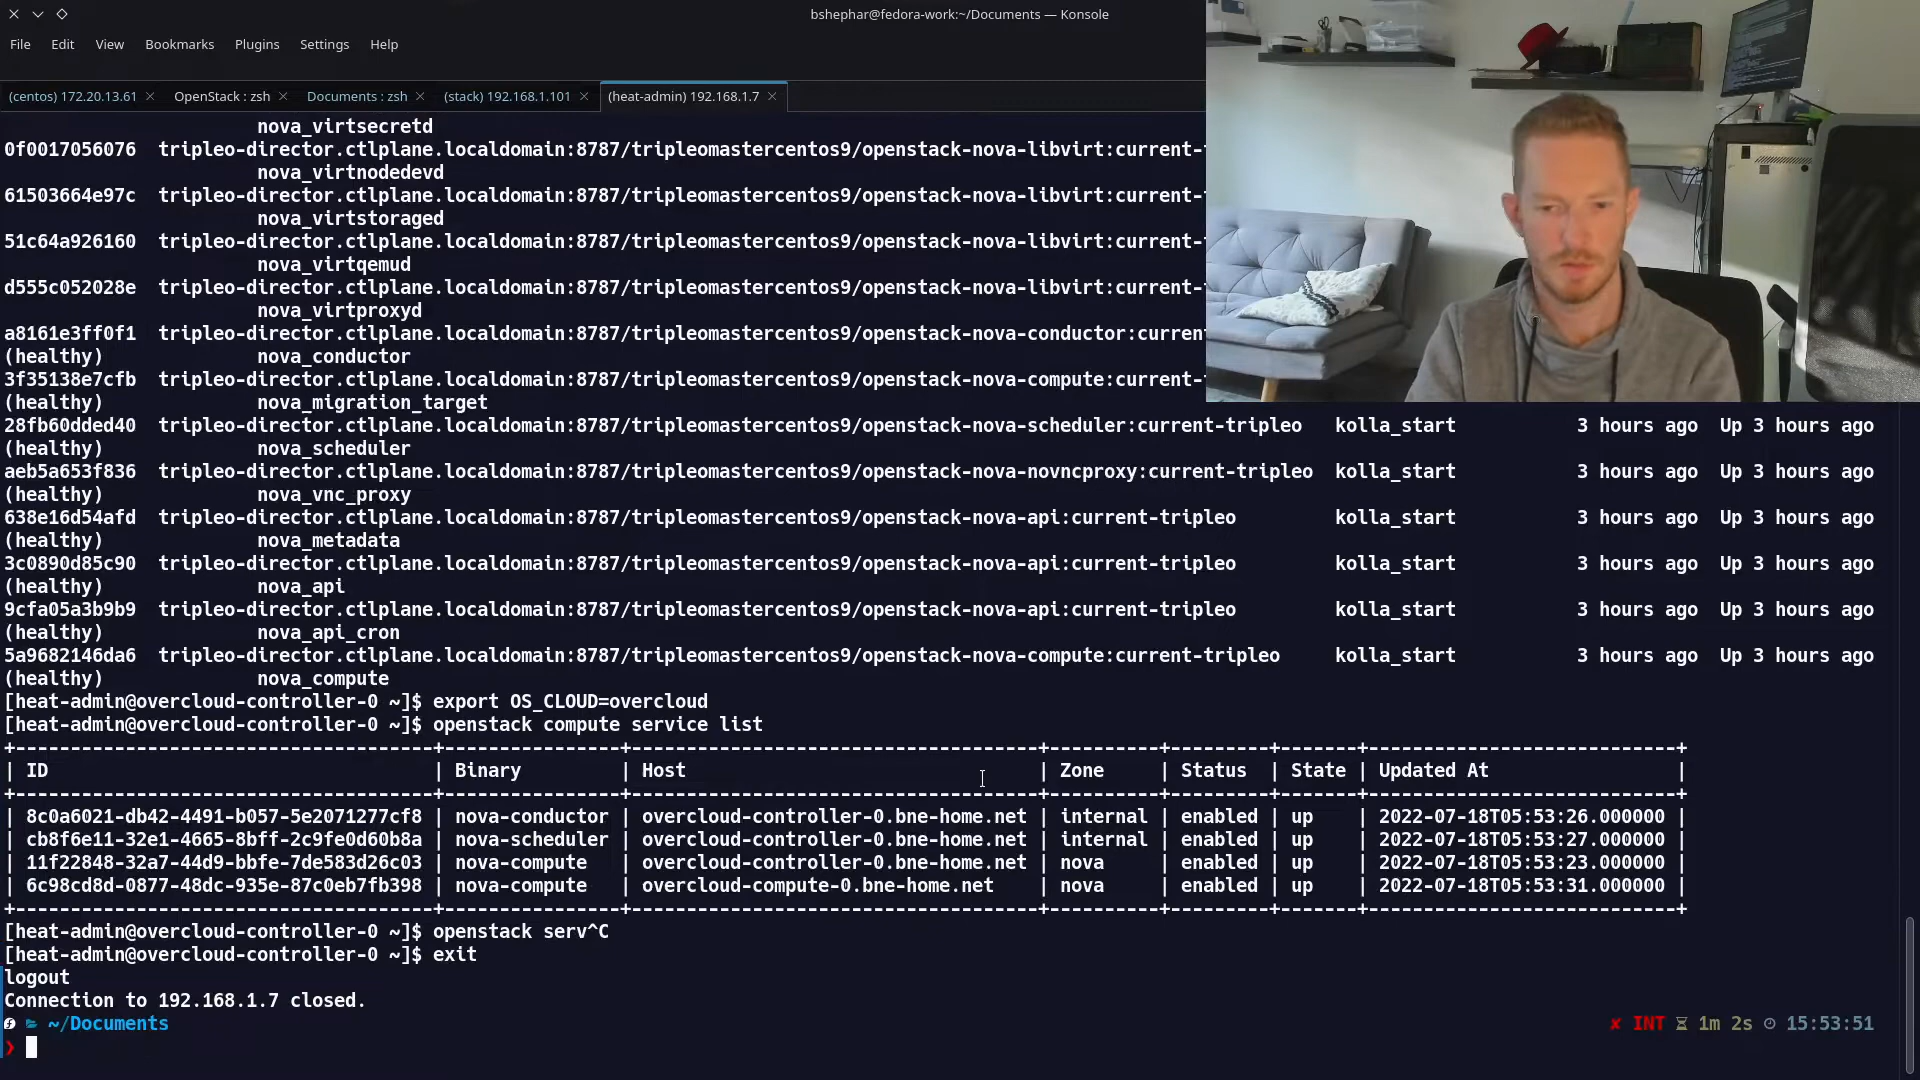 bshephar@fedora-work:~/Documents — Konsole
File Edit View Bookmarks Plugins Settings Help
(centos) 172.20.13.61 OpenStack : zsh Documents : zsh (stack) 192.168.1.101 (heat-admin) 192.168.1.7
nova_virtsecretd
0f0017056076 tripleo-director.ctlplane.localdomain:8787/tripleomastercentos9/openstack-nova-libvirt:current-
nova_virtnodedevd
61503664e97c tripleo-director.ctlplane.localdomain:8787/tripleomastercentos9/openstack-nova-libvirt:current-
nova_virtstoraged
51c64a926160 tripleo-director.ctlplane.localdomain:8787/tripleomastercentos9/openstack-nova-libvirt:current-
nova_virtqemud
d555c052028e tripleo-director.ctlplane.localdomain:8787/tripleomastercentos9/openstack-nova-libvirt:current-
nova_virtproxyd
a8161e3ff0f1 tripleo-director.ctlplane.localdomain:8787/tripleomastercentos9/openstack-nova-conductor:current
(healthy) nova_conductor
3f35138e7cfb tripleo-director.ctlplane.localdomain:8787/tripleomastercentos9/openstack-nova-compute:current-
(healthy) nova_migration_target
28fb60dded40 tripleo-director.ctlplane.localdomain:8787/tripleomastercentos9/openstack-nova-scheduler:current-tripleo kolla_start 3 hours ago Up 3 hours ago
(healthy) nova_scheduler
aeb5a653f836 tripleo-director.ctlplane.localdomain:8787/tripleomastercentos9/openstack-nova-novncproxy:current-tripleo kolla_start 3 hours ago Up 3 hours ago
(healthy) nova_vnc_proxy
638e16d54afd tripleo-director.ctlplane.localdomain:8787/tripleomastercentos9/openstack-nova-api:current-tripleo kolla_start 3 hours ago Up 3 hours ago
(healthy) nova_metadata
3c0890d85c90 tripleo-director.ctlplane.localdomain:8787/tripleomastercentos9/openstack-nova-api:current-tripleo kolla_start 3 hours ago Up 3 hours ago
(healthy) nova_api
9cfa05a3b9b9 tripleo-director.ctlplane.localdomain:8787/tripleomastercentos9/openstack-nova-api:current-tripleo kolla_start 3 hours ago Up 3 hours ago
(healthy) nova_api_cron
5a9682146da6 tripleo-director.ctlplane.localdomain:8787/tripleomastercentos9/openstack-nova-compute:current-tripleo kolla_start 3 hours ago Up 3 hours ago
(healthy) nova_compute
[heat-admin@overcloud-controller-0 ~]$ export OS_CLOUD=overcloud
[heat-admin@overcloud-controller-0 ~]$ openstack compute service list
+--------------------------------------+----------------+-------------------------------------+----------+---------+-------+----------------------------+
| ID | Binary | Host | Zone | Status | State | Updated At |
+--------------------------------------+----------------+-------------------------------------+----------+---------+-------+----------------------------+
| 8c0a6021-db42-4491-b057-5e2071277cf8 | nova-conductor | overcloud-controller-0.bne-home.net | internal | enabled | up | 2022-07-18T05:53:26.000000 |
| cb8f6e11-32e1-4665-8bff-2c9fe0d60b8a | nova-scheduler | overcloud-controller-0.bne-home.net | internal | enabled | up | 2022-07-18T05:53:27.000000 |
| 11f22848-32a7-44d9-bbfe-7de583d26c03 | nova-compute | overcloud-controller-0.bne-home.net | nova | enabled | up | 2022-07-18T05:53:23.000000 |
| 6c98cd8d-0877-48dc-935e-87c0eb7fb398 | nova-compute | overcloud-compute-0.bne-home.net | nova | enabled | up | 2022-07-18T05:53:31.000000 |
+--------------------------------------+----------------+-------------------------------------+----------+---------+-------+----------------------------+
[heat-admin@overcloud-controller-0 ~]$ openstack serv^C
[heat-admin@overcloud-controller-0 ~]$ exit
logout
Connection to 192.168.1.7 closed.
~/Documents ✘ INT 1m 2s 15:53:51
❯